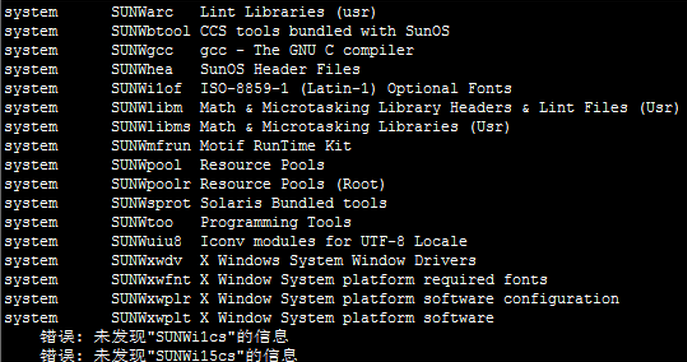 system      SUNWarc   Lint Libraries (usr)
system      SUNWbtool CCS tools bundled with SunOS
system      SUNWgcc   gcc - The GNU C compiler
system      SUNWhea   SunOS Header Files
system      SUNWi1of  ISO-8859-1 (Latin-1) Optional Fonts
system      SUNWlibm  Math & Microtasking Library Headers & Lint Files (Usr)
system      SUNWlibms Math & Microtasking Libraries (Usr)
system      SUNWmfrun Motif RunTime Kit
system      SUNWpool  Resource Pools
system      SUNWpoolr Resource Pools (Root)
system      SUNWsprot Solaris Bundled tools
system      SUNWtoo   Programming Tools
system      SUNWuiu8  Iconv modules for UTF-8 Locale
system      SUNWxwdv  X Windows System Window Drivers
system      SUNWxwfnt X Window System platform required fonts
system      SUNWxwplr X Window System platform software configuration
system      SUNWxwplt X Window System platform software
错误: 未发现"SUNWi1cs"的信息
错误: 未发现"SUNWi15cs"的信息